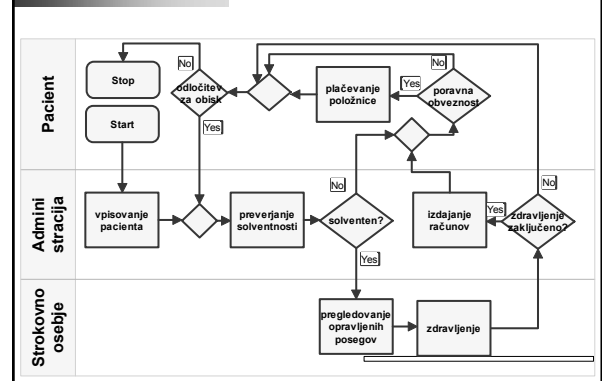 Pacient
Stop
Start
No
odločitev
za obisk
Yes
plačevanje
položnice
Yes
No
poravna
obveznost
Admini
stracija
vpisovanje
pacienta
preverjanje
solventnosti
No
solventen?
Yes
izdajanje
računov
Yes
No
zdravljenje
zaključeno?
Strokovno
osebje
pregledovanje
opravljenih
posegov
zdravljenje